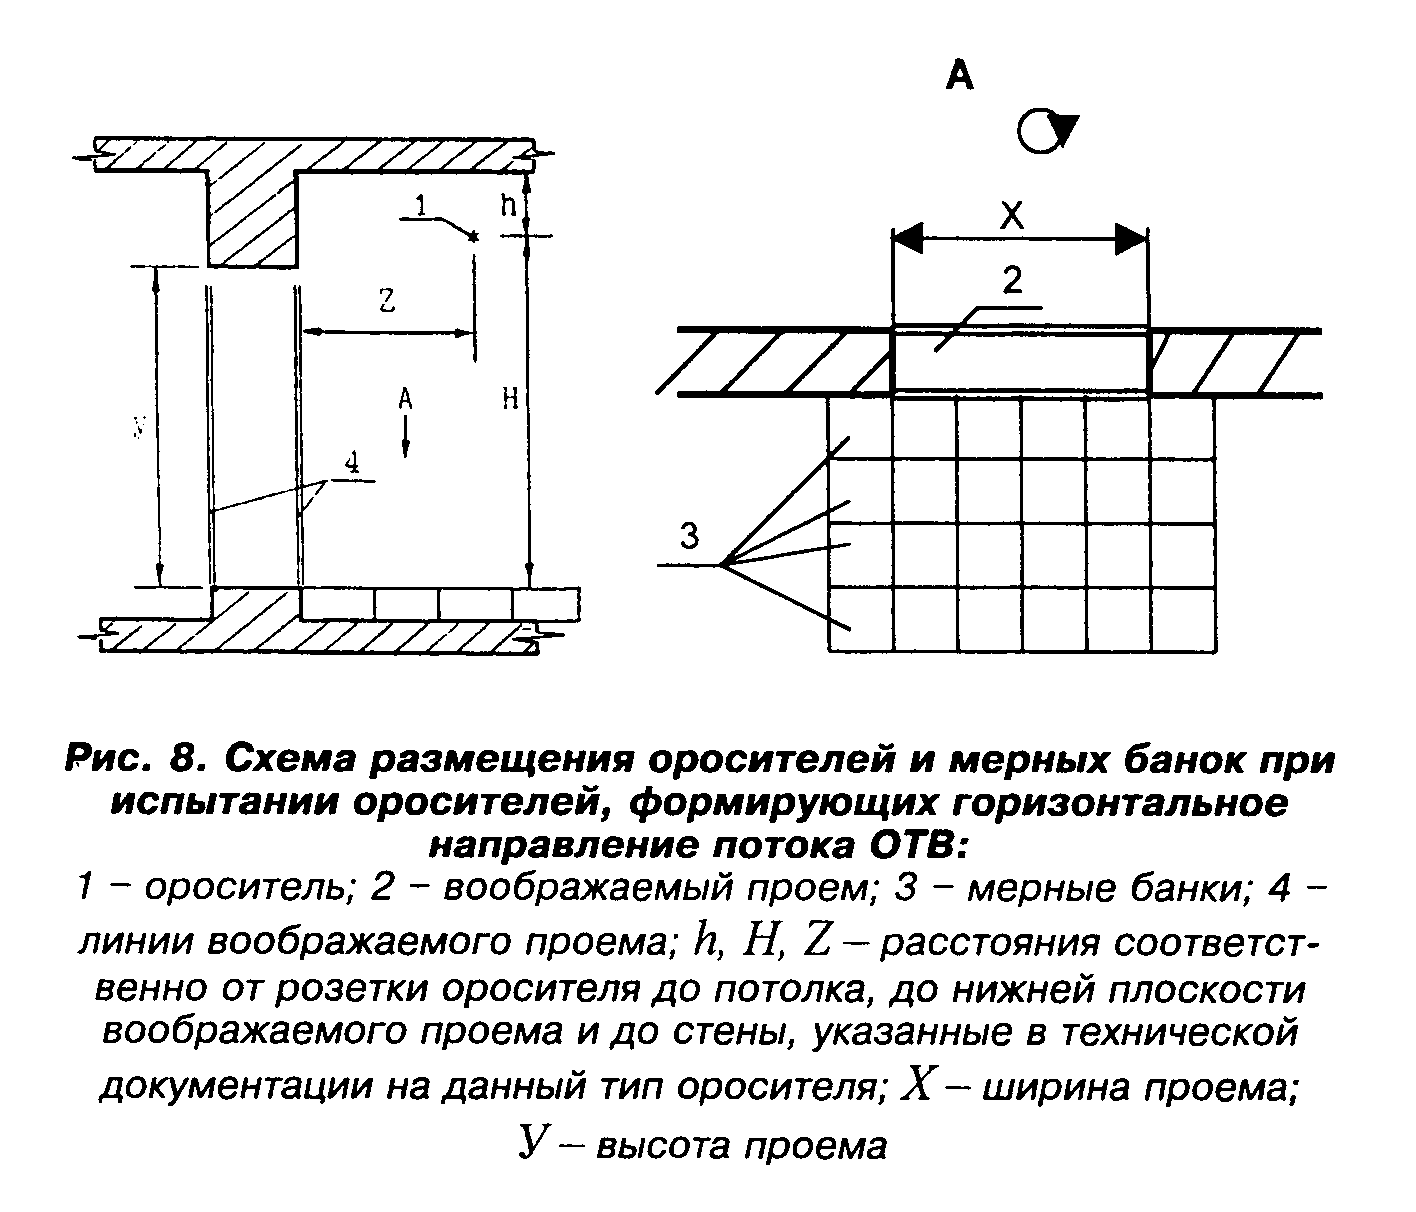 А
h
1
X
2
Z
A
H
У
4
3
Рис. 8. Схема размещения оросителей и мерных банок при
испытании оросителей, формирующих горизонтальное
направление потока ОТВ:
1 – ороситель; 2 – воображаемый проем; 3 – мерные банки; 4 –
линии воображаемого проема; h, H, Z – расстояния соответст-
венно от розетки оросителя до потолка, до нижней плоскости
воображаемого проема и до стены, указанные в технической
документации на данный тип оросителя; X – ширина проема;
У – высота проема